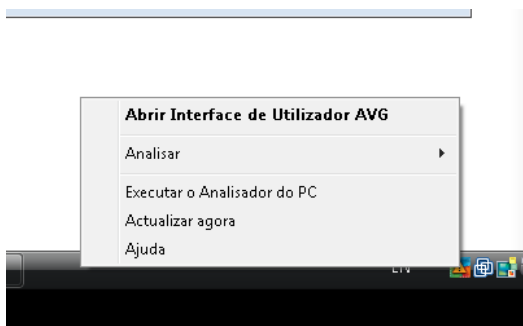 Abrir Interface de Utilizador AVG
Analisar
Executar o Analisador do PC
Actualizar agora
Ajuda